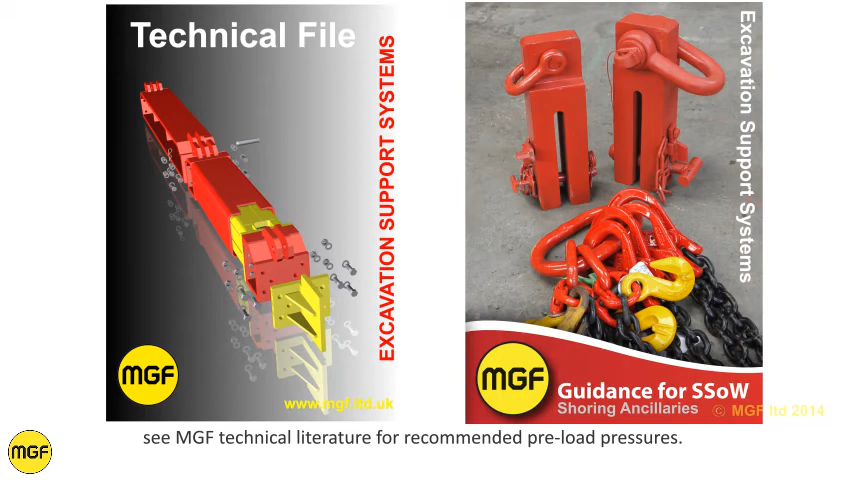 Technical File
EXCAVATION SUPPORT SYSTEMS
MGF
www.mgf.ltd.uk
Excavation Support Systems
MGF
Guidance for SSoW
Shoring Ancillaries
© MGF ltd 2014
see MGF technical literature for recommended pre-load pressures.
MGF